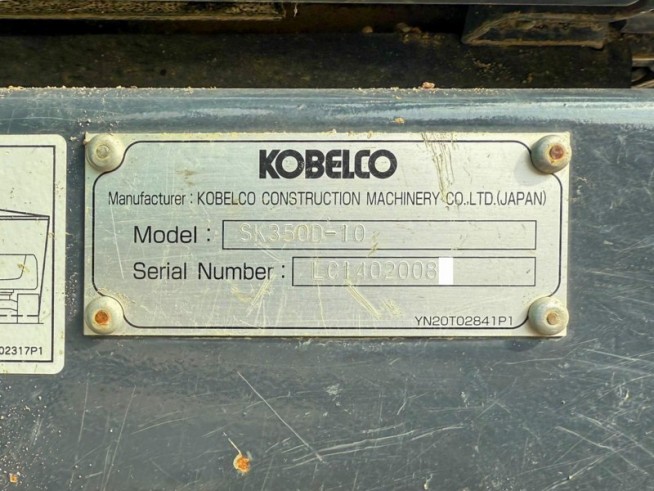 KOBELCO
Manufacturer : KOBELCO CONSTRUCTION MACHINERY CO.,LTD.(JAPAN)
Model : SK350D-10
Serial Number : LC1402008
YN20T02841P1
02317P1